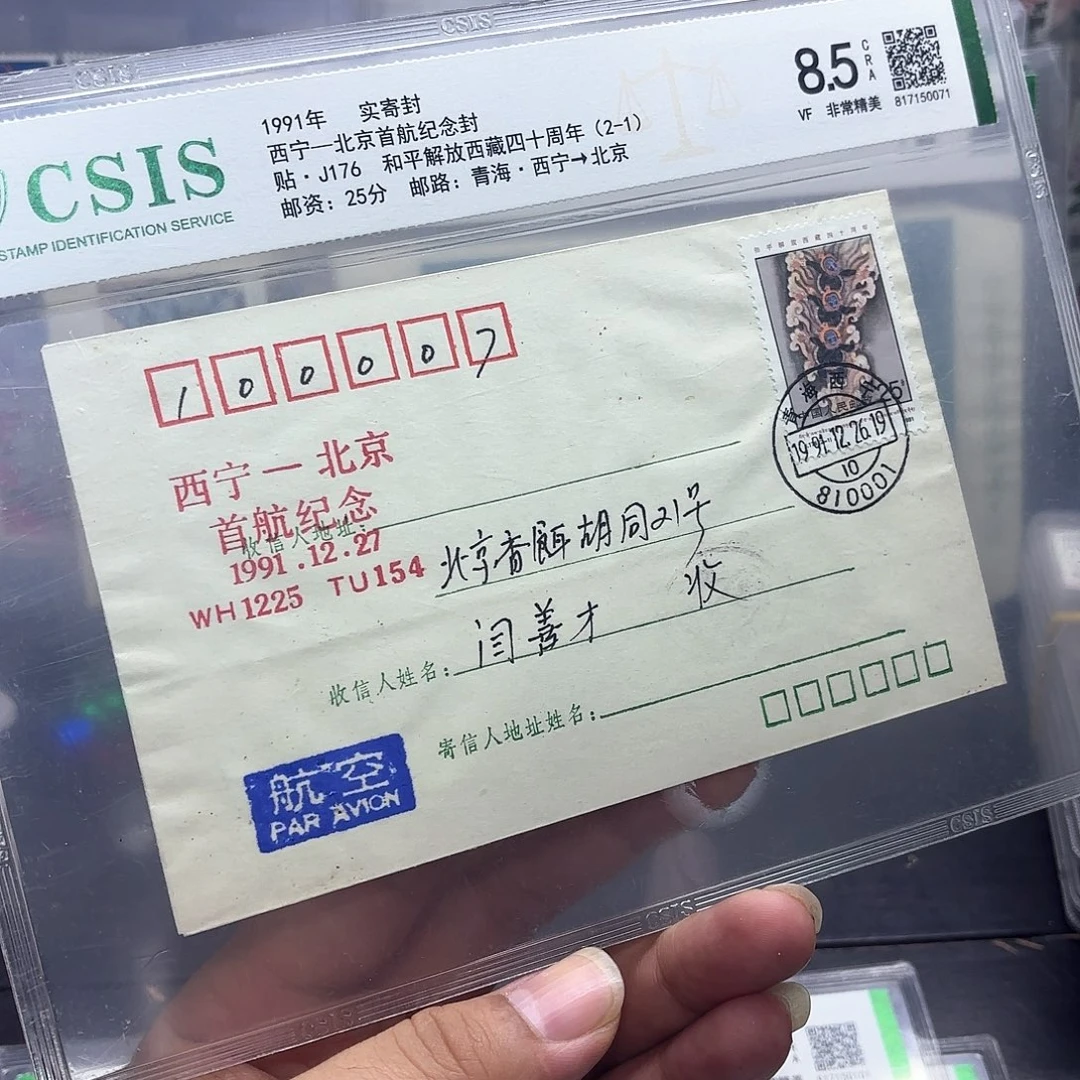 CSIS
CSIS
CSIS
STAMP IDENTIFICATION SERVICE
1991年 实寄封
西宁—北京首航纪念封
贴·J176 和平解放西藏四十周年（2-1）
邮资：25分 邮路：青海·西宁→北京
8.5
CRA
VF 非常精美
817150071
和平解放西藏四十周年
100007
西宁—北京
首航纪念
1991.12.27
WH1225 TU154
收信人地址：
北京香饵胡同21号
闫善才 收
收信人姓名：
寄信人地址姓名：
青海西宁
1991.12.26.19
10
810001
航空
PAR AVION
CSIS
CSIS